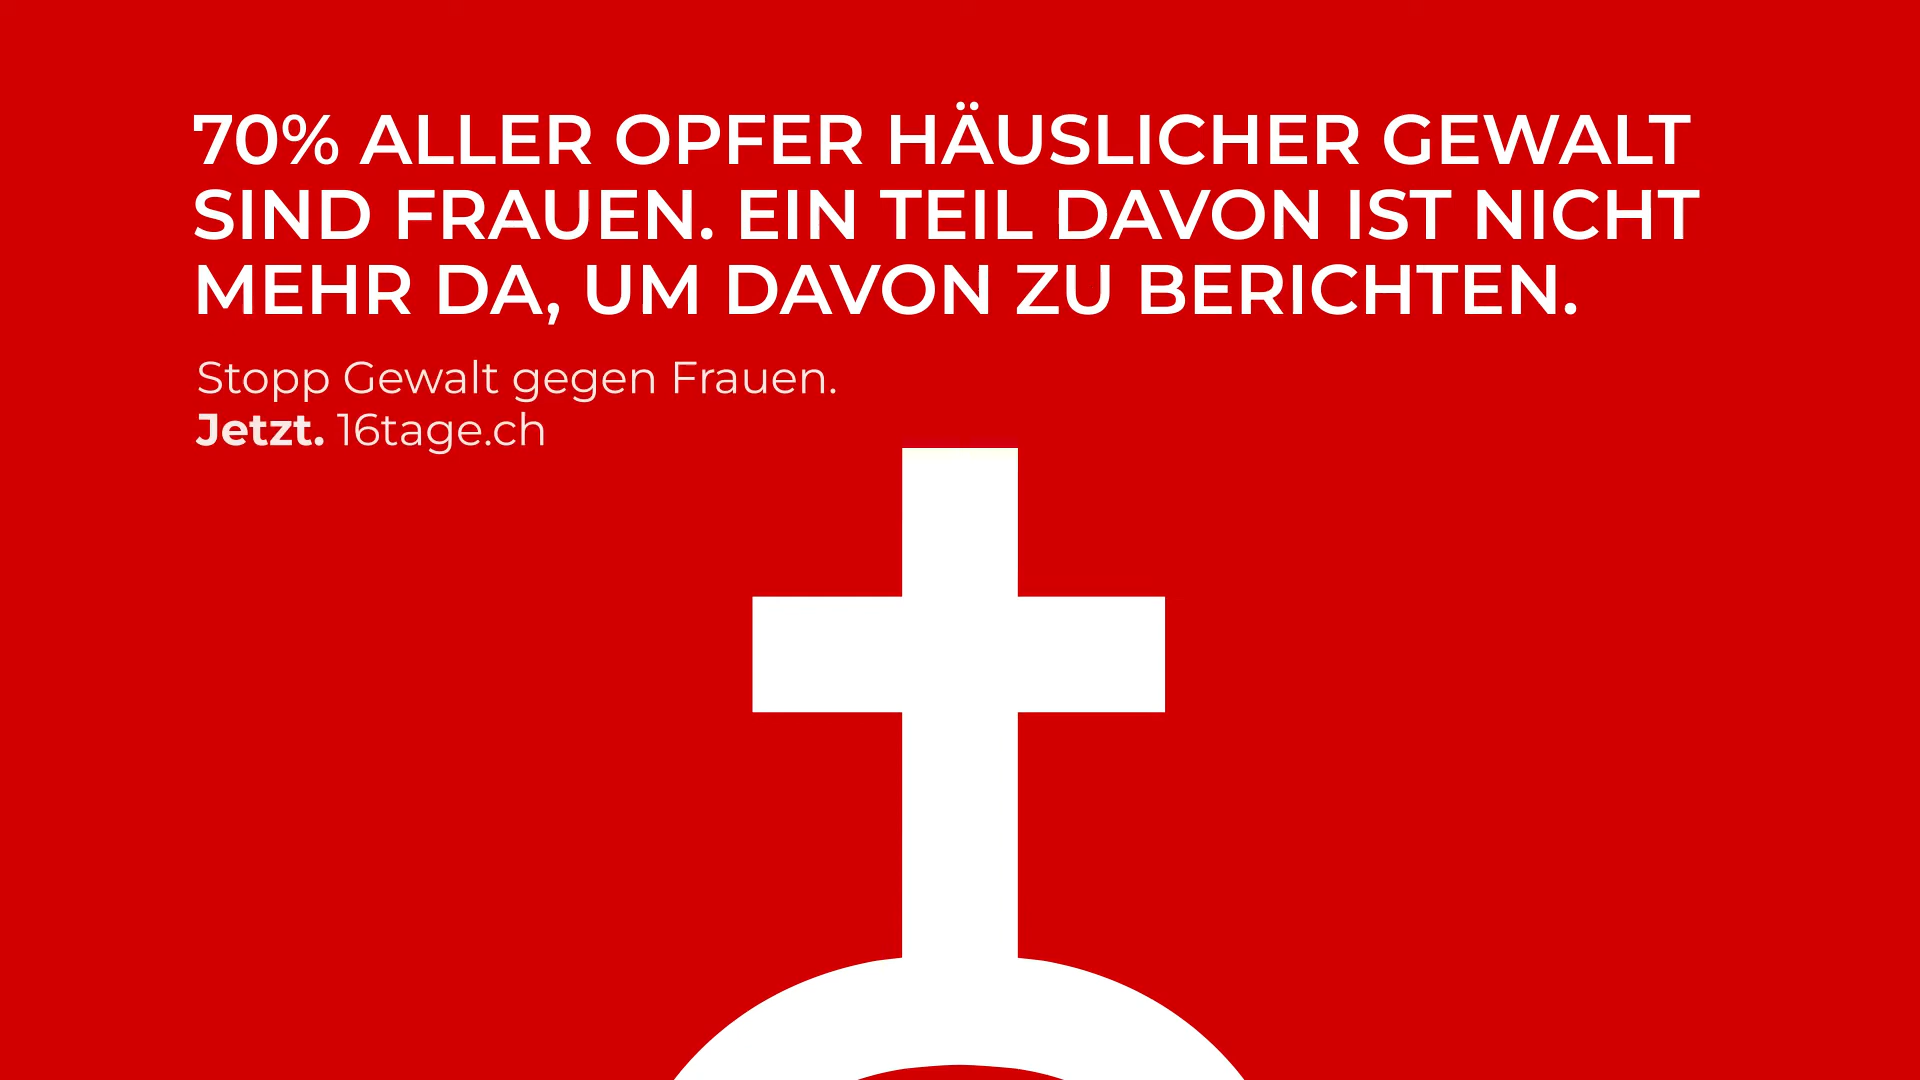 70% ALLER OPFER HÄUSLICHER GEWALT
SIND FRAUEN. EIN TEIL DAVON IST NICHT
MEHR DA, UM DAVON ZU BERICHTEN.
Stopp Gewalt gegen Frauen.
Jetzt. 16tage.ch